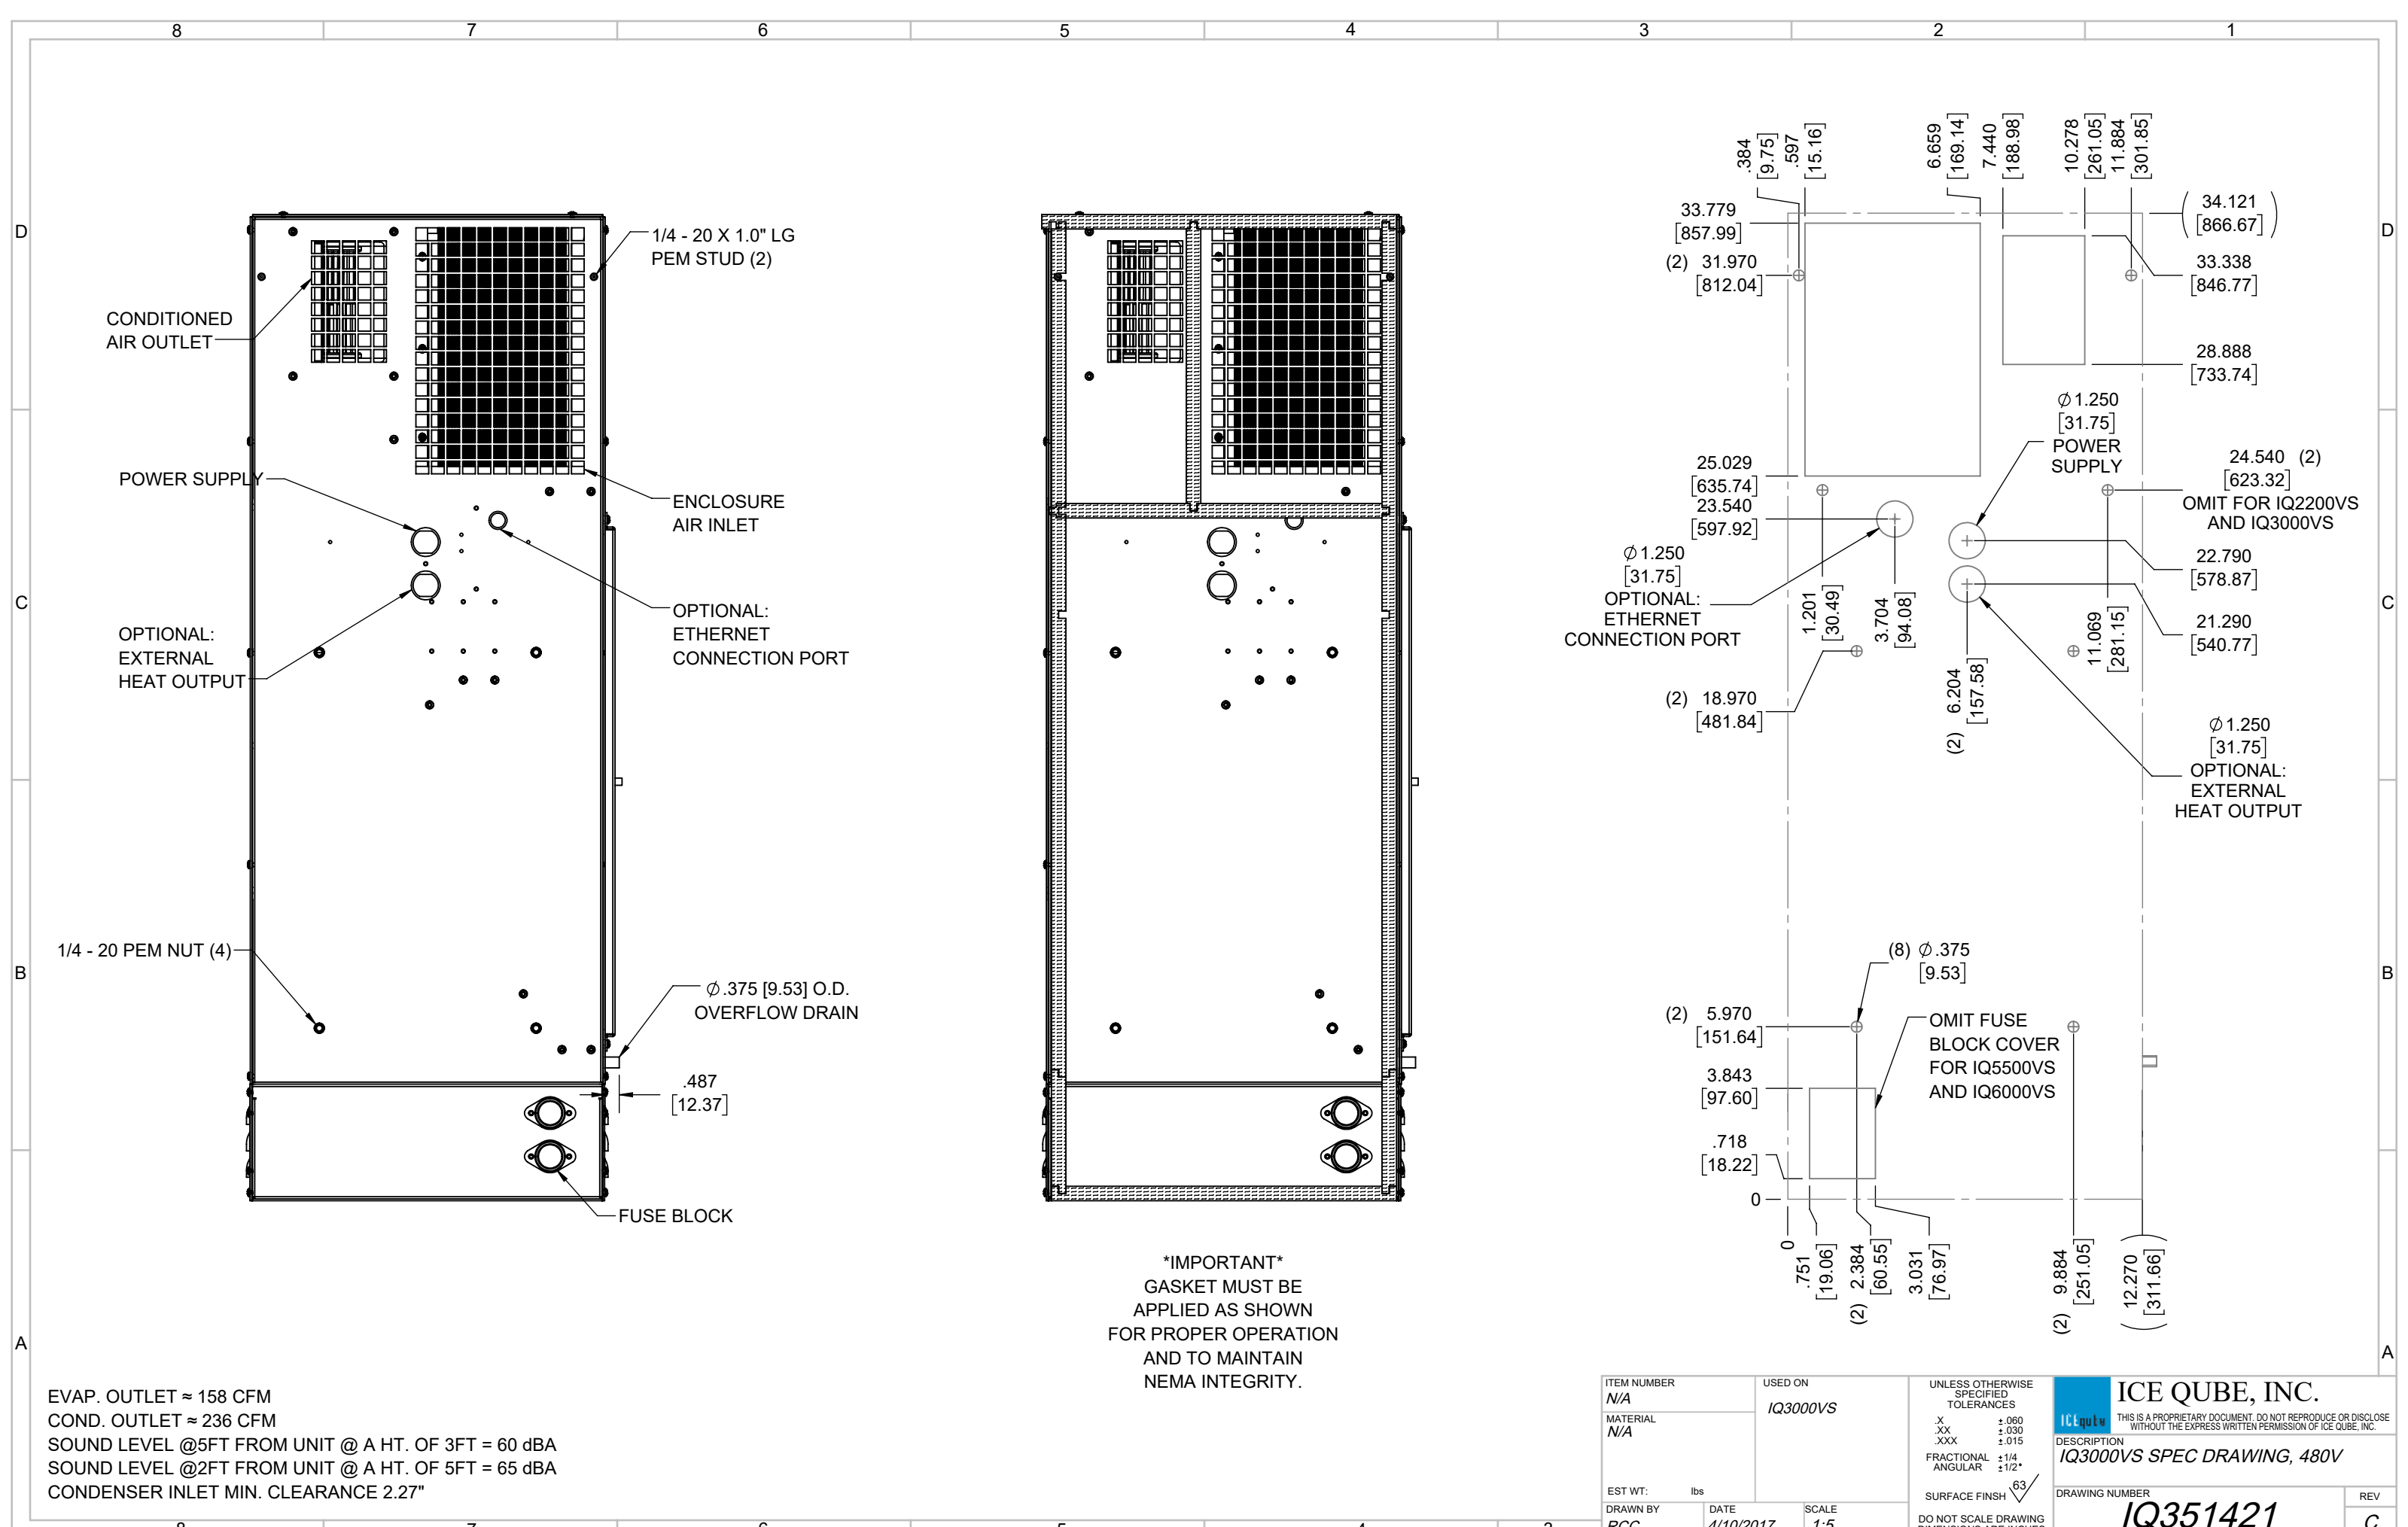 8 7 6 5 4 3 2 1
D
C
B
A
D
C
B
A
CONDITIONED
AIR OUTLET
POWER SUPPLY
OPTIONAL:
EXTERNAL
HEAT OUTPUT
1/4 - 20 PEM NUT (4)
1/4 - 20 X 1.0" LG
PEM STUD (2)
ENCLOSURE
AIR INLET
OPTIONAL:
ETHERNET
CONNECTION PORT
∅.375 [9.53] O.D.
OVERFLOW DRAIN
.487
[12.37]
FUSE BLOCK
*IMPORTANT*
GASKET MUST BE
APPLIED AS SHOWN
FOR PROPER OPERATION
AND TO MAINTAIN
NEMA INTEGRITY.
.384
[9.75]
.597
[15.16]
6.659
[169.14]
7.440
[188.98]
10.278
[261.05]
11.884
[301.85]
33.779
[857.99]
(2) 31.970
[812.04]
(34.121
[866.67])
33.338
[846.77]
28.888
[733.74]
∅1.250
[31.75]
POWER
SUPPLY
25.029
[635.74]
23.540
[597.92]
24.540 (2)
[623.32]
OMIT FOR IQ2200VS
AND IQ3000VS
∅1.250
[31.75]
OPTIONAL:
ETHERNET
CONNECTION PORT
22.790
[578.87]
21.290
[540.77]
1.201
[30.49]
3.704
[94.08]
11.069
[281.15]
(2) 6.204
[157.58]
(2) 18.970
[481.84]
∅1.250
[31.75]
OPTIONAL:
EXTERNAL
HEAT OUTPUT
(8) ∅.375
[9.53]
(2) 5.970
[151.64]
OMIT FUSE
BLOCK COVER
FOR IQ5500VS
AND IQ6000VS
3.843
[97.60]
.718
[18.22]
0
0
.751
[19.06]
(2) 2.384
[60.55]
3.031
[76.97]
(2) 9.884
[251.05]
(12.270
[311.66])
EVAP. OUTLET ≈ 158 CFM
COND. OUTLET ≈ 236 CFM
SOUND LEVEL @5FT FROM UNIT @ A HT. OF 3FT = 60 dBA
SOUND LEVEL @2FT FROM UNIT @ A HT. OF 5FT = 65 dBA
CONDENSER INLET MIN. CLEARANCE 2.27"
ITEM NUMBER
N/A
MATERIAL
N/A
EST WT: lbs
USED ON
IQ3000VS
DRAWN BY
RCC
DATE
4/10/2017
SCALE
1:5
UNLESS OTHERWISE
SPECIFIED
TOLERANCES
.X ±.060
.XX ±.030
.XXX ±.015
FRACTIONAL ±1/4
ANGULAR ±1/2°
SURFACE FINSH 63
DO NOT SCALE DRAWING
DIMENSIONS ARE INCHES
ICEqube
ICE QUBE, INC.
THIS IS A PROPRIETARY DOCUMENT. DO NOT REPRODUCE OR DISCLOSE
WITHOUT THE EXPRESS WRITTEN PERMISSION OF ICE QUBE, INC.
DESCRIPTION
IQ3000VS SPEC DRAWING, 480V
DRAWING NUMBER
IQ351421
REV
C